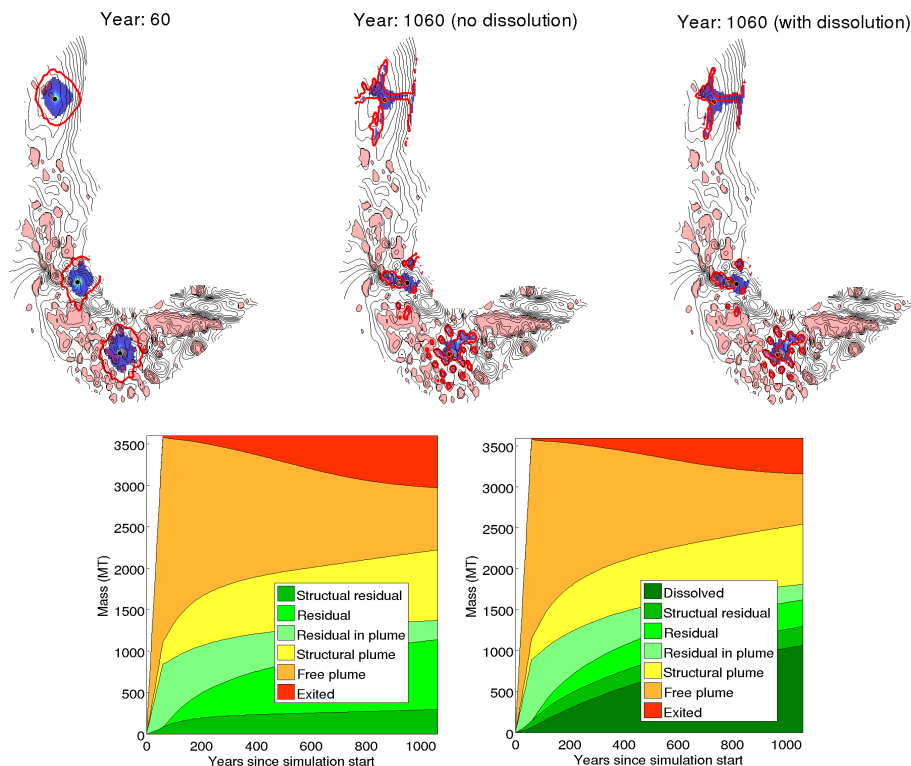 Year: 60
Year: 1060 (no dissolution)
Year: 1060 (with dissolution)
3500
3000
2500
2000
1500
1000
500
0
Mass (MT)
Structual residual
Residual
Residual in plume
Structural plume
Free plume
Exited
0 200 400 600 800 1000
Years since simulation start
3500
3000
2500
2000
1500
1000
500
0
Mass (MT)
Dissolved
Structual residual
Residual
Residual in plume
Structural plume
Free plume
Exited
0 200 400 600 800 1000
Years since simulation start